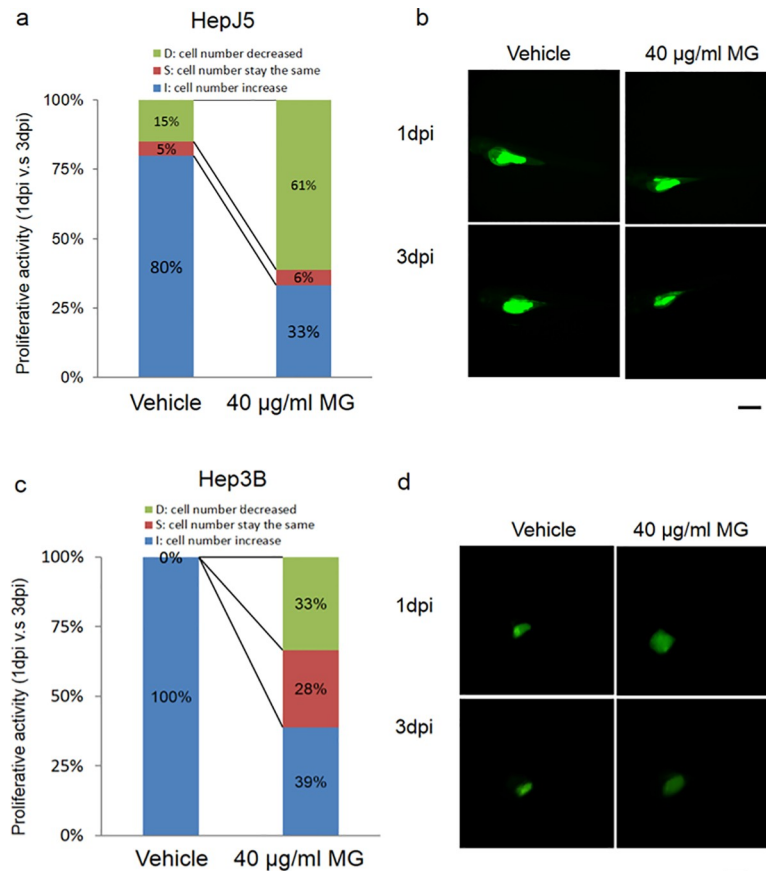 a
HepJ5
D: cell number decreased
S: cell number stay the same
I: cell number increase
Proliferative activity (1dpi v.s 3dpi)
100%
75%
50%
25%
0%
15%
5%
80%
61%
6%
33%
Vehicle
40 µg/ml MG
b
Vehicle
40 µg/ml MG
1dpi
3dpi
c
Hep3B
D: cell number decreased
S: cell number stay the same
I: cell number increase
Proliferative activity (1dpi v.s 3dpi)
100%
75%
50%
25%
0%
0%
100%
33%
28%
39%
Vehicle
40 µg/ml MG
d
Vehicle
40 µg/ml MG
1dpi
3dpi